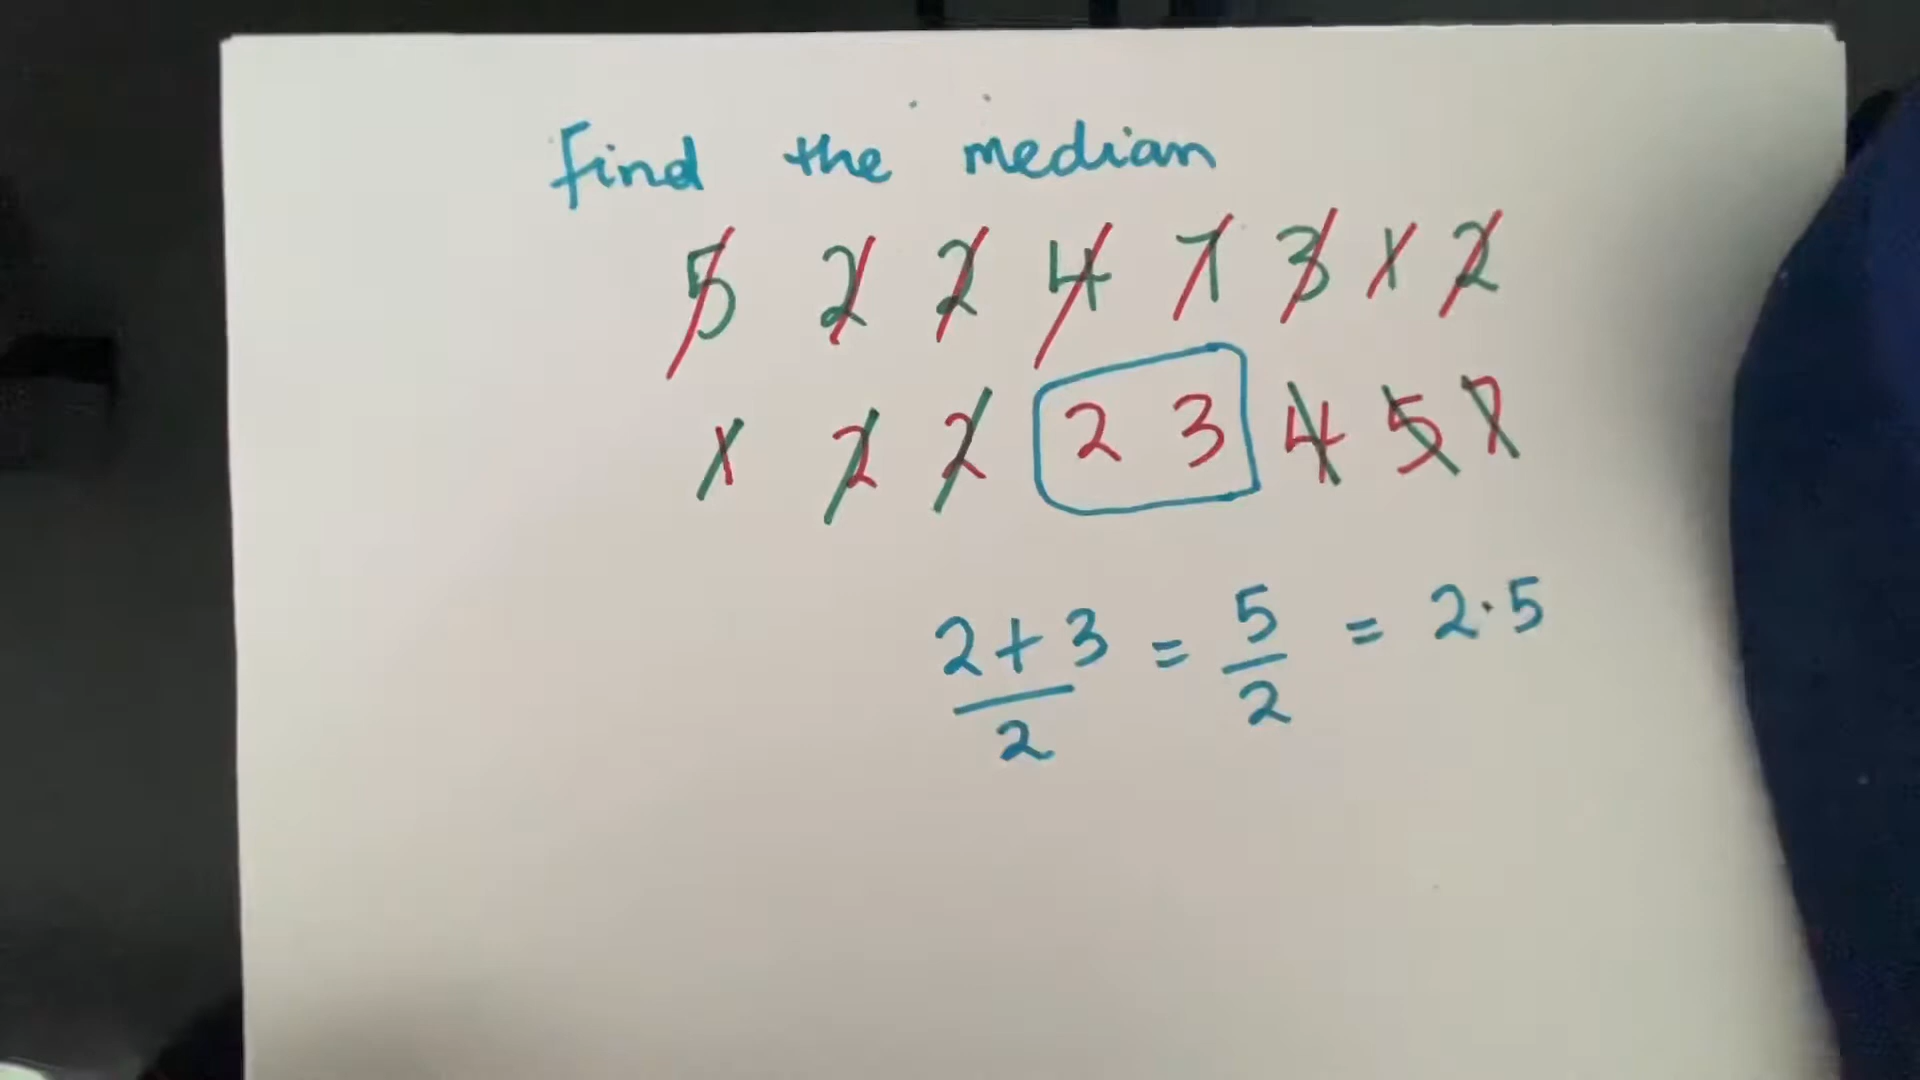 Find the median
5 2 2 4 7 3 1 2
1 2 2 2 3 4 5 7
2+3/2 = 5/2 = 2.5